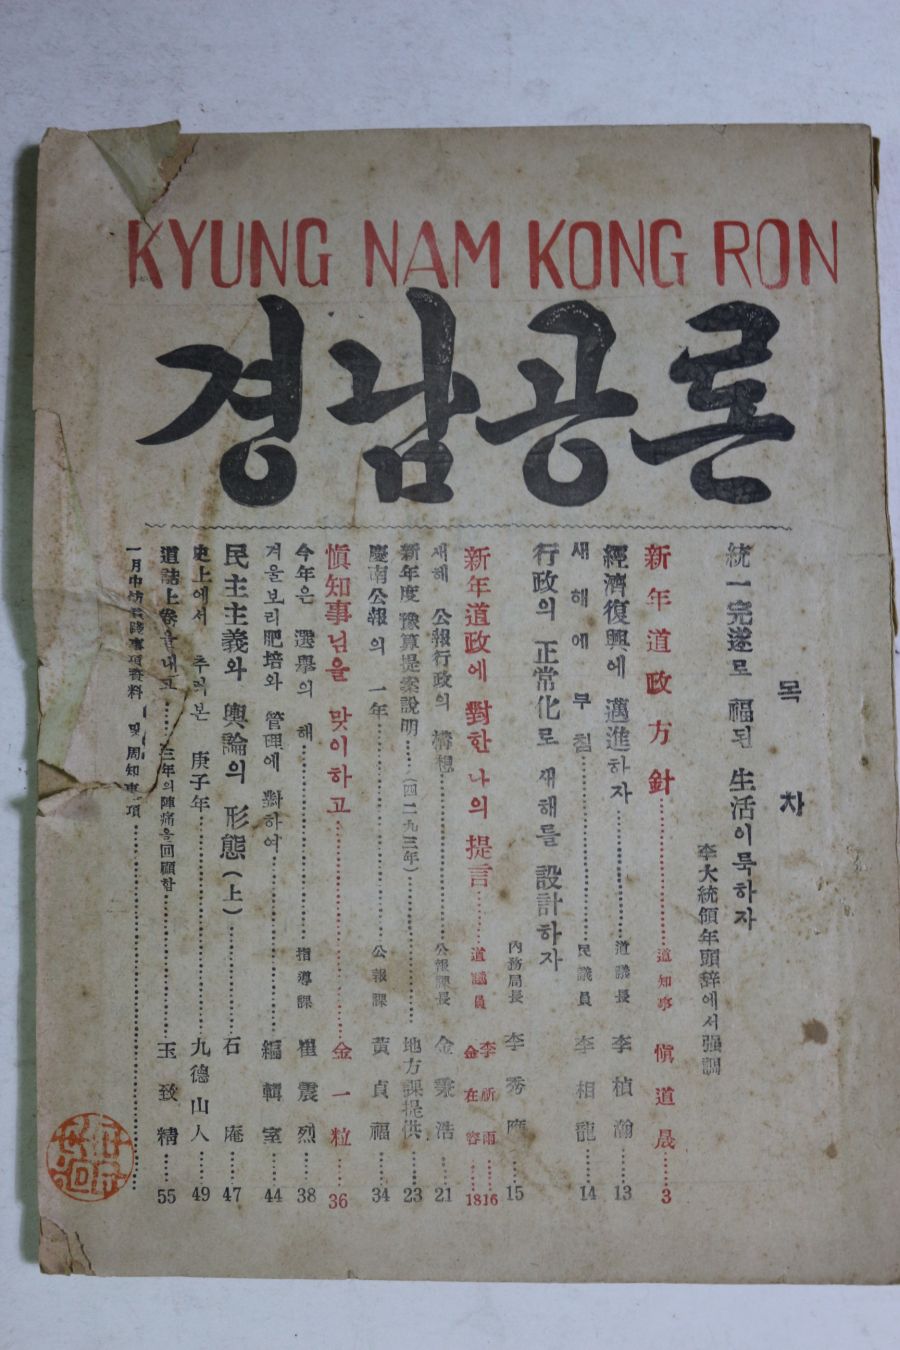 KYUNG NAM KONG RON
경남공론
목차
統一完遂로 福된 生活이룩하자
李大統領年頭辞에서強調
新年道政方針 道知事 愼道晟 3
經濟復興에 邁進하자 道議長 李楨瀚 13
새해에 부침 民議員 李相龍 14
行政의 正常化로 새해를 設計하자 內務局長 李秀 15
新年道政에 對한 나의 提言 道議員 李 雨 16 金在容 18
새해 公報行政의 構想 公報課長 金秉浩 21
新年度 豫算提案說明 (四二九三年) 地方課提供 23
慶南公報의 一年 公報課 黃貞福 34
愼知事님을 맞이하고 金一粒 36
今年은 選擧의 해 指導課 崔震烈 38
겨울보리肥培와 管理에 對하여 編輯室 44
民主主義와 輿論의 形態(上) 石庵 47
史上에서 추려본 庚子年 九德山人 49
道誌上卷을내고 三年의陣痛을回顧함 玉致精 55
一月中 資料 및 周知事項